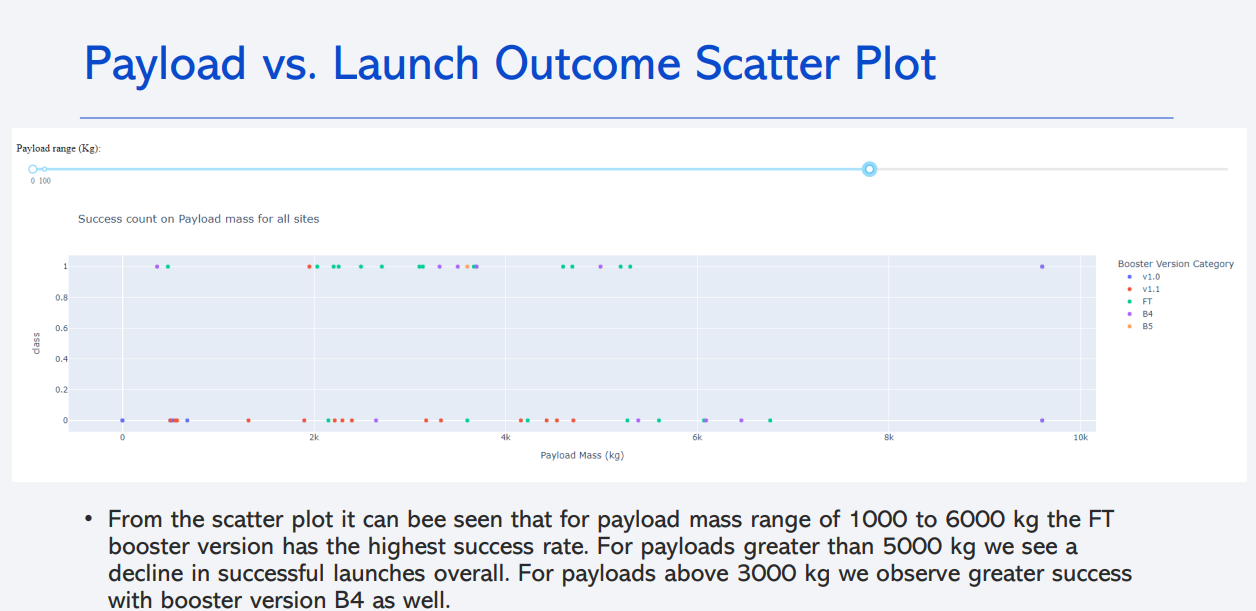 Payload vs. Launch Outcome Scatter Plot
Payload range (Kg):
0 100
Success count on Payload mass for all sites
1
0.8
0.6
0.4
0.2
0
class
0 2k 4k 6k 8k 10k
Payload Mass (kg)
Booster Version Category
v1.0
v1.1
FT
B4
B5
• From the scatter plot it can bee seen that for payload mass range of 1000 to 6000 kg the FT
booster version has the highest success rate. For payloads greater than 5000 kg we see a
decline in successful launches overall. For payloads above 3000 kg we observe greater success
with booster version B4 as well.